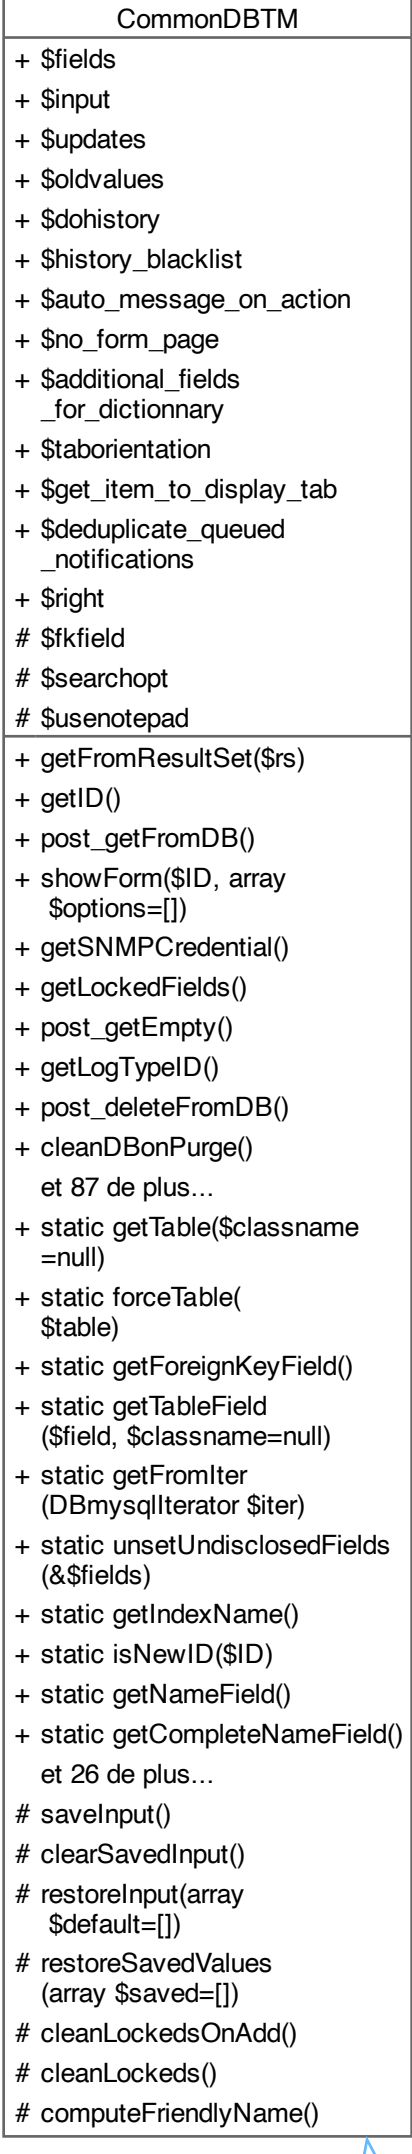 CommonDBTM
+ $fields
+ $input
+ $updates
+ $oldvalues
+ $dohistory
+ $history_blacklist
+ $auto_message_on_action
+ $no_form_page
+ $additional_fields
_for_dictionnary
+ $taborientation
+ $get_item_to_display_tab
+ $deduplicate_queued
_notifications
+ $right
# $fkfield
# $searchopt
# $usenotepad
+ getFromResultSet($rs)
+ getID()
+ post_getFromDB()
+ showForm($ID, array
$options=[])
+ getSNMPCredential()
+ getLockedFields()
+ post_getEmpty()
+ getLogTypeID()
+ post_deleteFromDB()
+ cleanDBonPurge()
et 87 de plus...
+ static getTable($classname
=null)
+ static forceTable(
$table)
+ static getForeignKeyField()
+ static getTableField
($field, $classname=null)
+ static getFromIter
(DBmysqlIterator $iter)
+ static unsetUndisclosedFields
(&$fields)
+ static getIndexName()
+ static isNewID($ID)
+ static getNameField()
+ static getCompleteNameField()
et 26 de plus...
# saveInput()
# clearSavedInput()
# restoreInput(array
$default=[])
# restoreSavedValues
(array $saved=[])
# cleanLockedsOnAdd()
# cleanLockeds()
# computeFriendlyName()